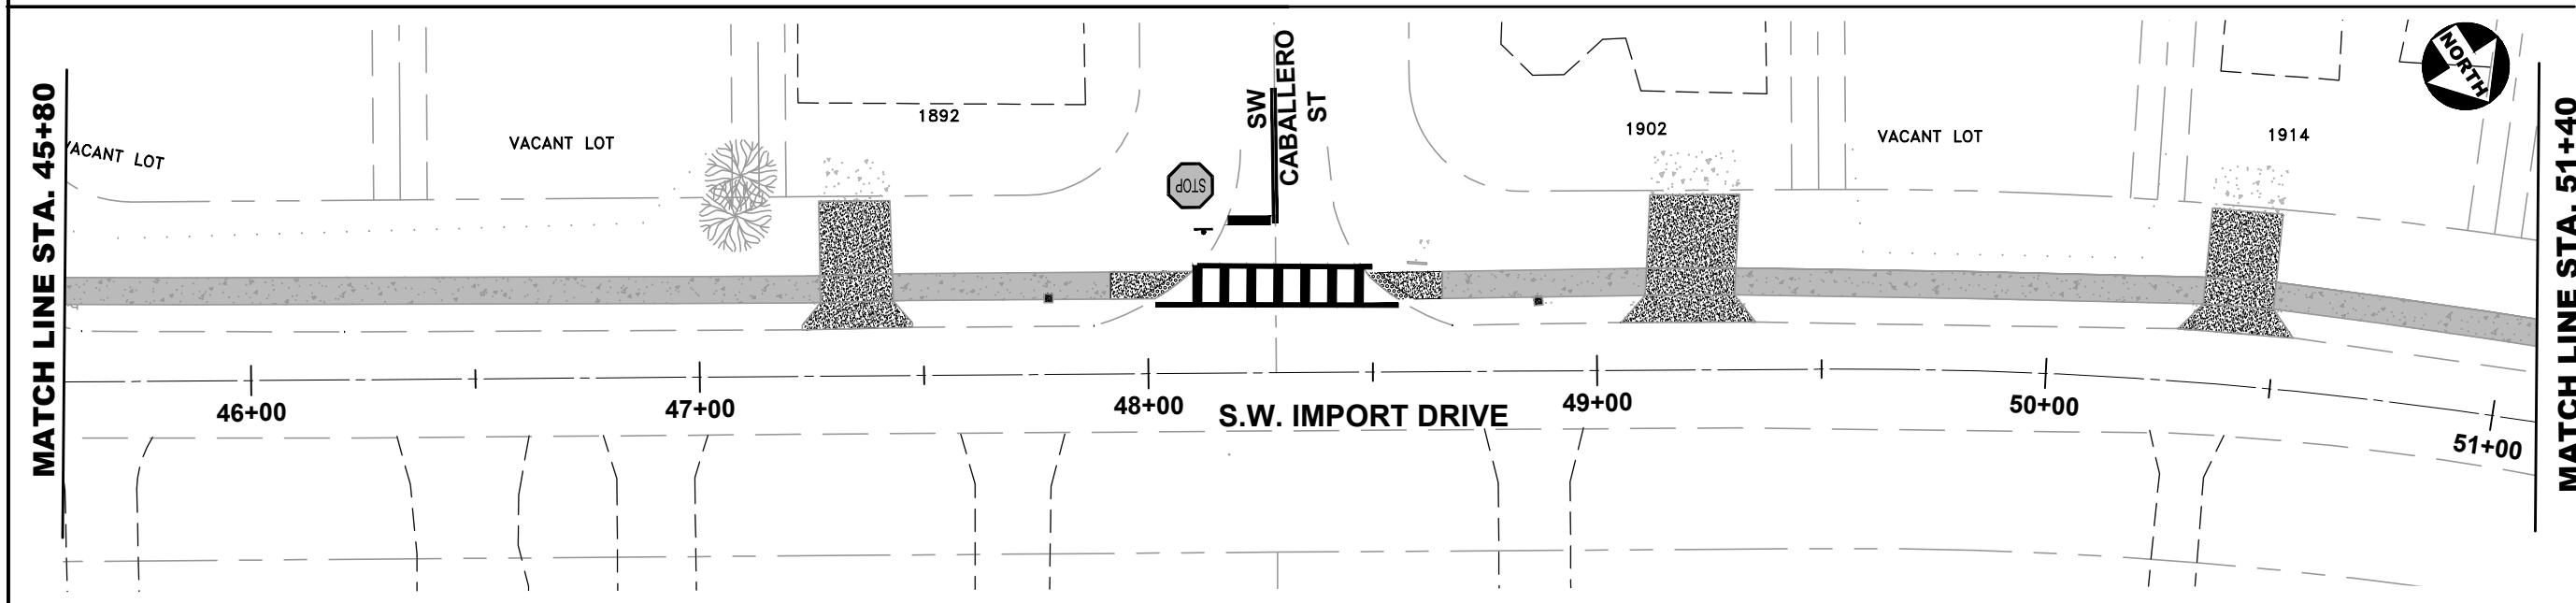 MATCH LINE STA. 45+80
VACANT LOT
VACANT LOT
1892
STOP
SW
CABALLERO
ST
1902
VACANT LOT
1914
NORTH
MATCH LINE STA. 51+40
46+00
47+00
48+00
S.W. IMPORT DRIVE
49+00
50+00
51+00